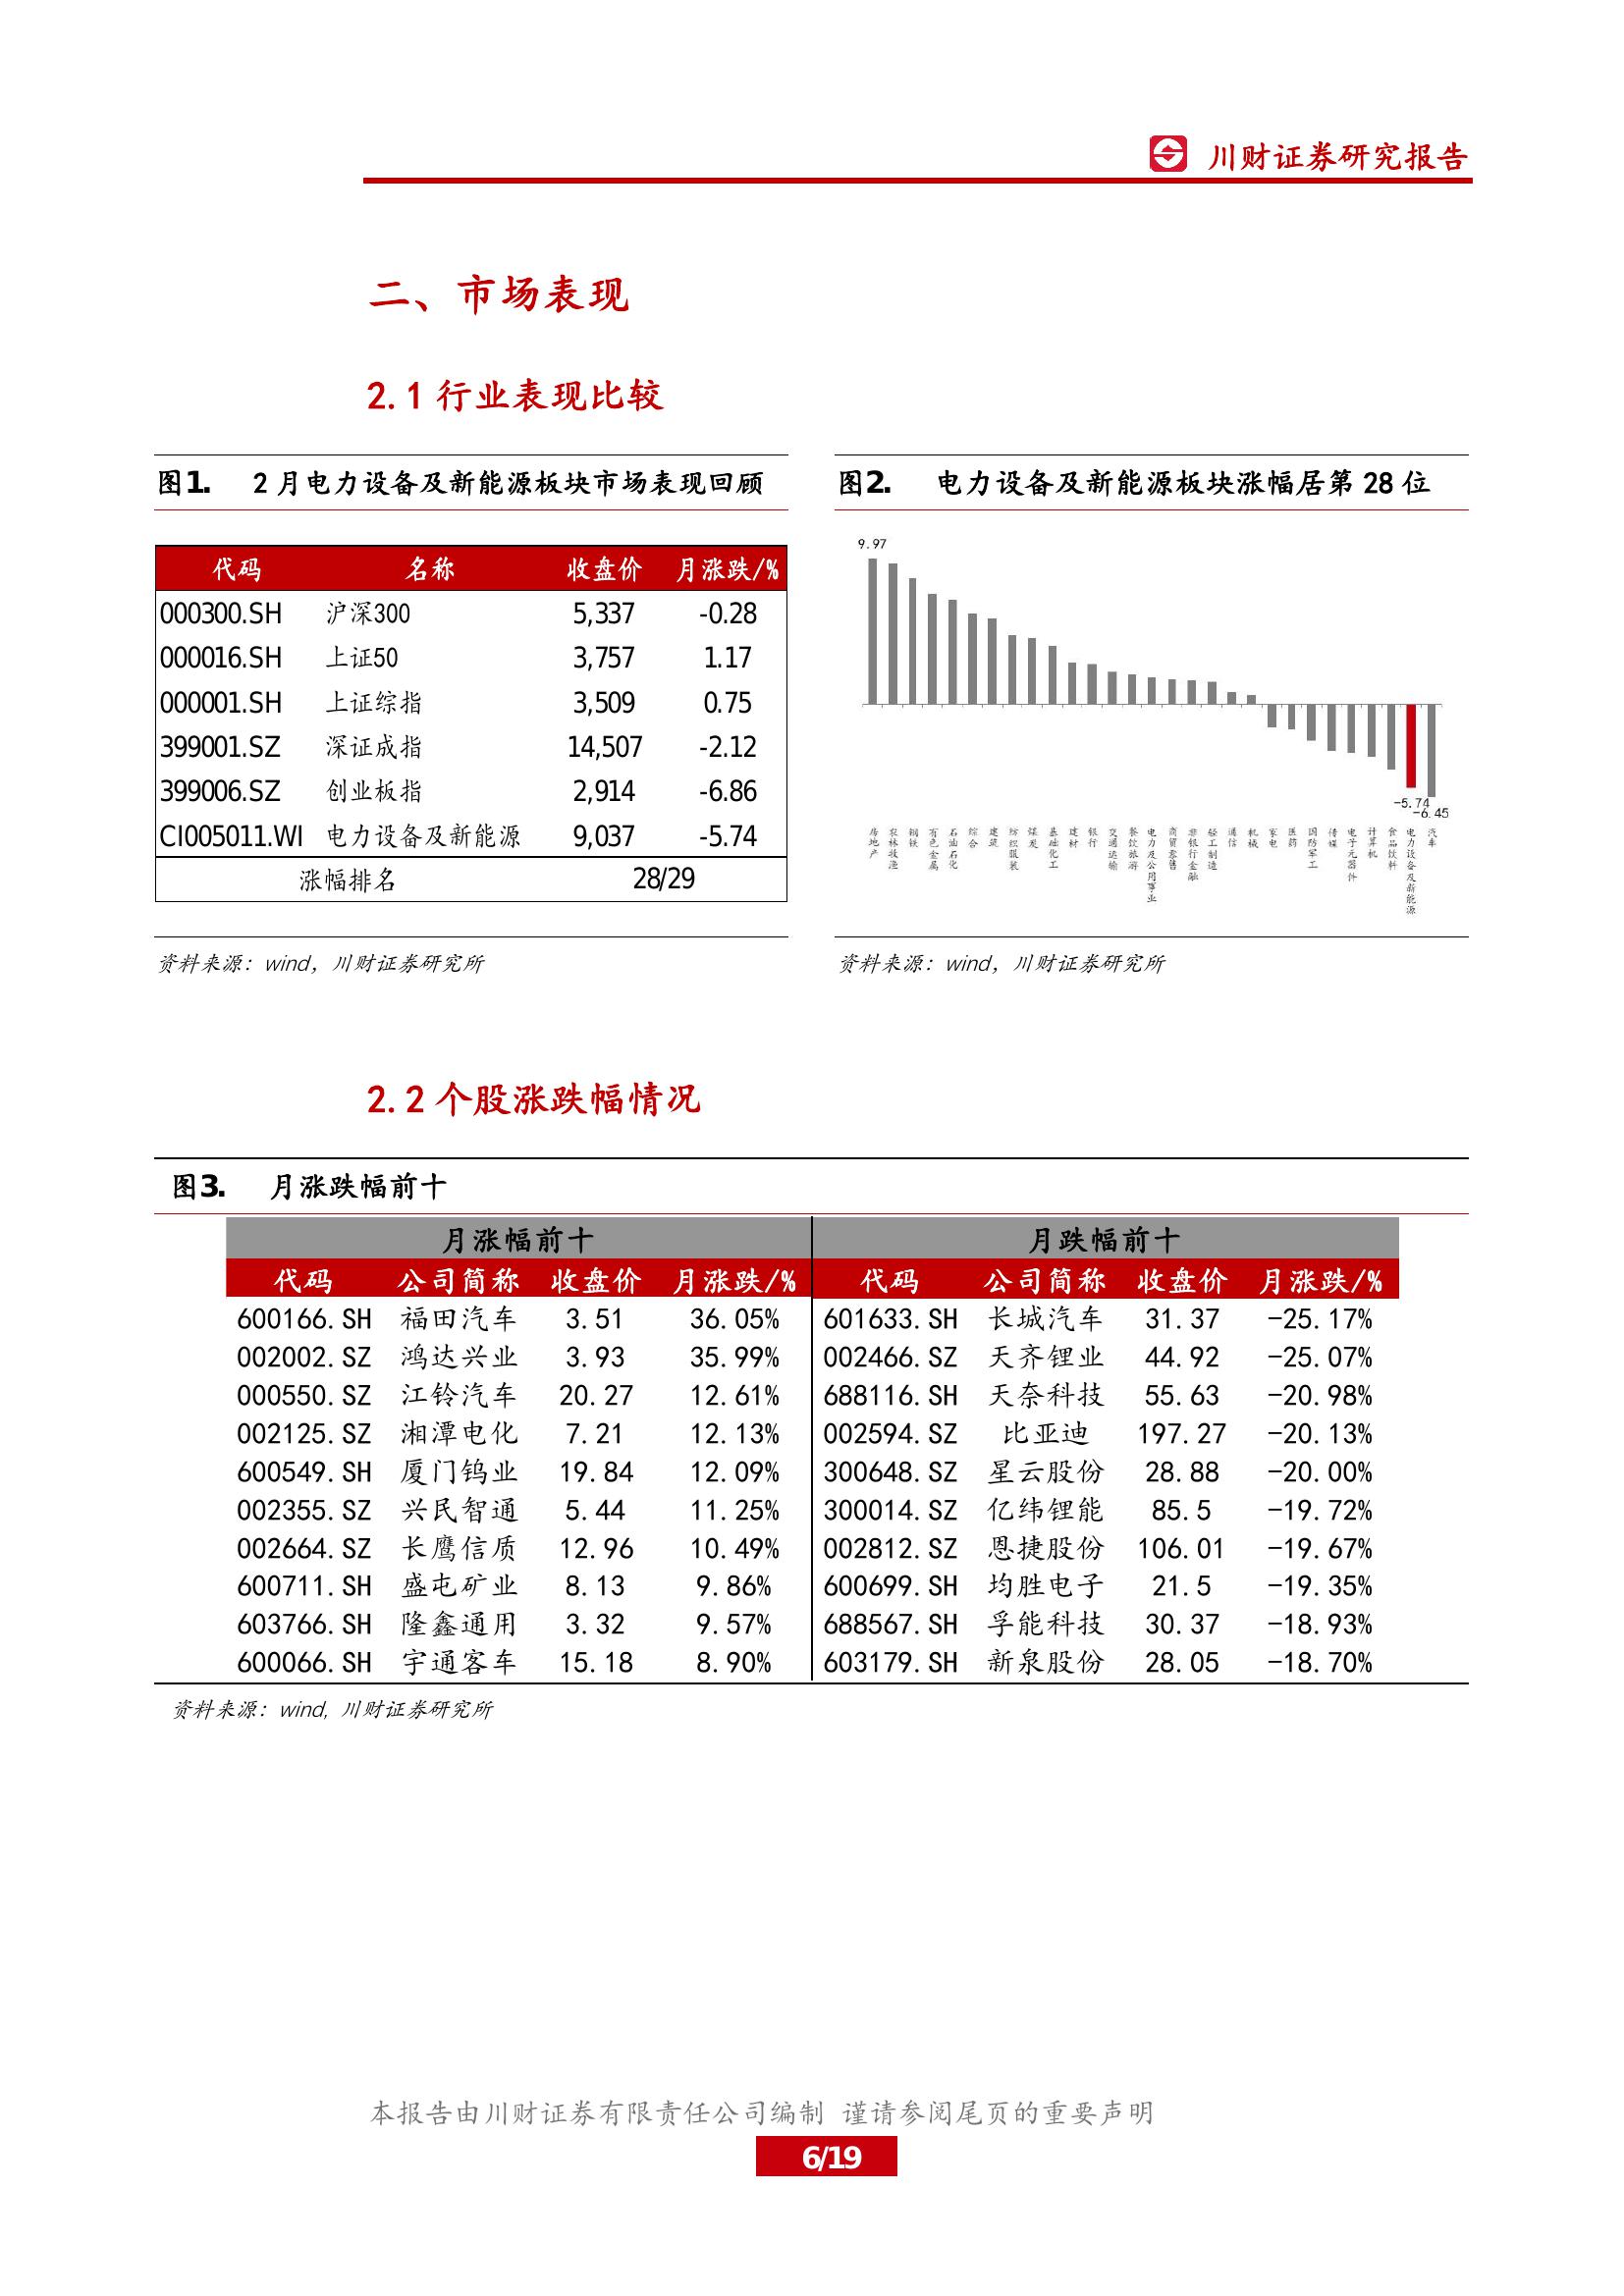 川财证券研究报告
二、市场表现
2.1 行业表现比较
图1. 2 月电力设备及新能源板块市场表现回顾
代码 名称 收盘价 月涨跌/%
000300.SH 沪深300 5,337 -0.28
000016.SH 上证50 3,757 1.17
000001.SH 上证综指 3,509 0.75
399001.SZ 深证成指 14,507 -2.12
399006.SZ 创业板指 2,914 -6.86
CI005011.WI 电力设备及新能源 9,037 -5.74
涨幅排名 28/29
资料来源：wind，川财证券研究所
图2. 电力设备及新能源板块涨幅居第 28 位
9.97
-5.74
-6.45
房地产
农林牧渔
钢铁
有色金属
石油石化
综合
建筑
纺织服装
煤炭
基础化工
建材
银行
交通运输
餐饮旅游
电力及公用事业
商贸零售
非银行金融
轻工制造
通信
机械
家电
医药
国防军工
传媒
电子元器件
计算机
食品饮料
电力设备及新能源
汽车
资料来源：wind，川财证券研究所
2.2 个股涨跌幅情况
图3. 月涨跌幅前十
月涨幅前十 月跌幅前十
代码 公司简称 收盘价 月涨跌/% 代码 公司简称 收盘价 月涨跌/%
600166.SH 福田汽车 3.51 36.05% 601633.SH 长城汽车 31.37 -25.17%
002002.SZ 鸿达兴业 3.93 35.99% 002466.SZ 天齐锂业 44.92 -25.07%
000550.SZ 江铃汽车 20.27 12.61% 688116.SH 天奈科技 55.63 -20.98%
002125.SZ 湘潭电化 7.21 12.13% 002594.SZ 比亚迪 197.27 -20.13%
600549.SH 厦门钨业 19.84 12.09% 300648.SZ 星云股份 28.88 -20.00%
002355.SZ 兴民智通 5.44 11.25% 300014.SZ 亿纬锂能 85.5 -19.72%
002664.SZ 长鹰信质 12.96 10.49% 002812.SZ 恩捷股份 106.01 -19.67%
600711.SH 盛屯矿业 8.13 9.86% 600699.SH 均胜电子 21.5 -19.35%
603766.SH 隆鑫通用 3.32 9.57% 688567.SH 孚能科技 30.37 -18.93%
600066.SH 宇通客车 15.18 8.90% 603179.SH 新泉股份 28.05 -18.70%
资料来源：wind，川财证券研究所
本报告由川财证券有限责任公司编制 谨请参阅尾页的重要声明
6/19